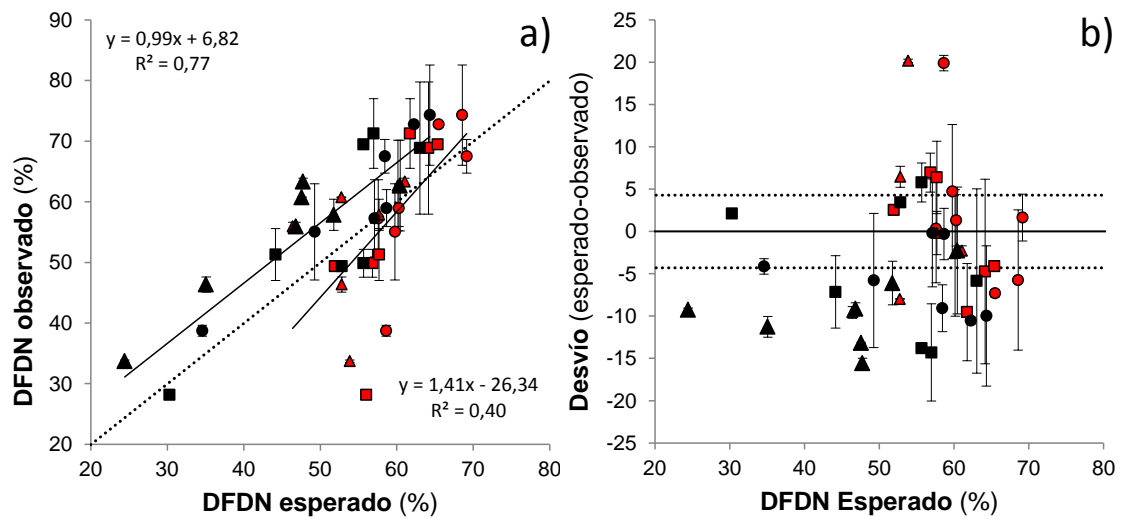 a)
y = 0,99x + 6,82
R² = 0,77
y = 1,41x - 26,34
R² = 0,40
DFDN observado (%)
90
80
70
60
50
40
30
20
20 30 40 50 60 70 80
DFDN esperado (%)
b)
Desvío (esperado-observado)
25
20
15
10
5
0
-5
-10
-15
-20
-25
20 30 40 50 60 70 80
DFDN Esperado (%)